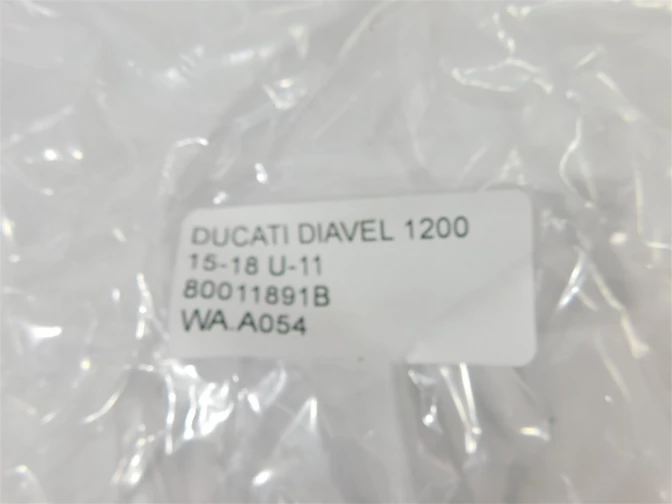 DUCATI DIAVEL 1200
15-18 U-11
80011891B
WA.A054